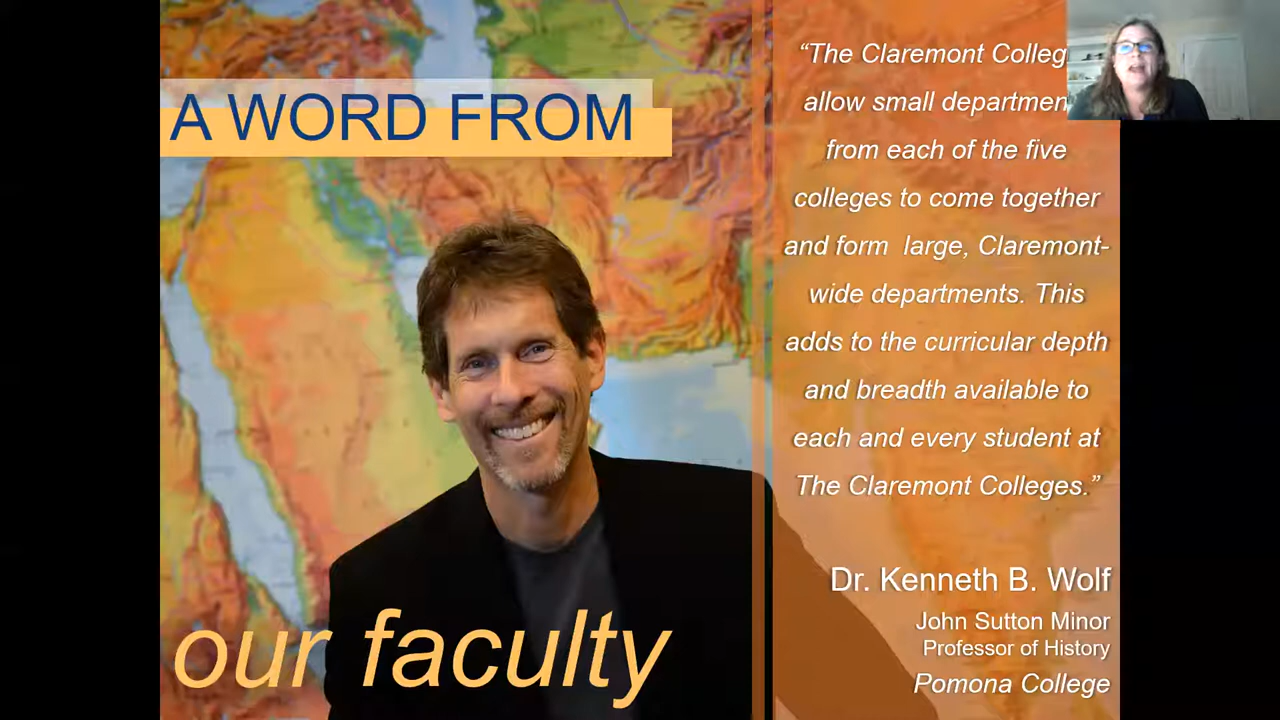 A WORD FROM
our faculty
“The Claremont Colleg
allow small departmen
from each of the five
colleges to come together
and form large, Claremont-
wide departments. This
adds to the curricular depth
and breadth available to
each and every student at
The Claremont Colleges.”
Dr. Kenneth B. Wolf
John Sutton Minor
Professor of History
Pomona College